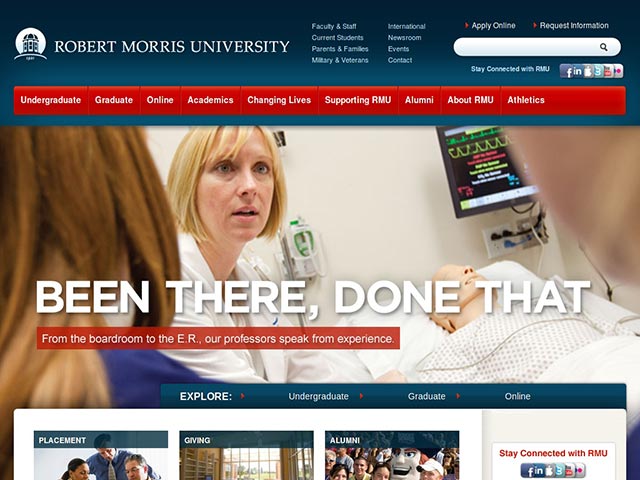 ROBERT MORRIS UNIVERSITY
1921
Faculty & Staff
Current Students
Parents & Families
Military & Veterans
International
Newsroom
Events
Contact
Apply Online
Request Information
Stay Connected with RMU
Undergraduate
Graduate
Online
Academics
Changing Lives
Supporting RMU
Alumni
About RMU
Athletics
BEEN THERE, DONE THAT
From the boardroom to the E.R., our professors speak from experience.
EXPLORE:
Undergraduate
Graduate
Online
PLACEMENT
GIVING
ALUMNI
Stay Connected with RMU